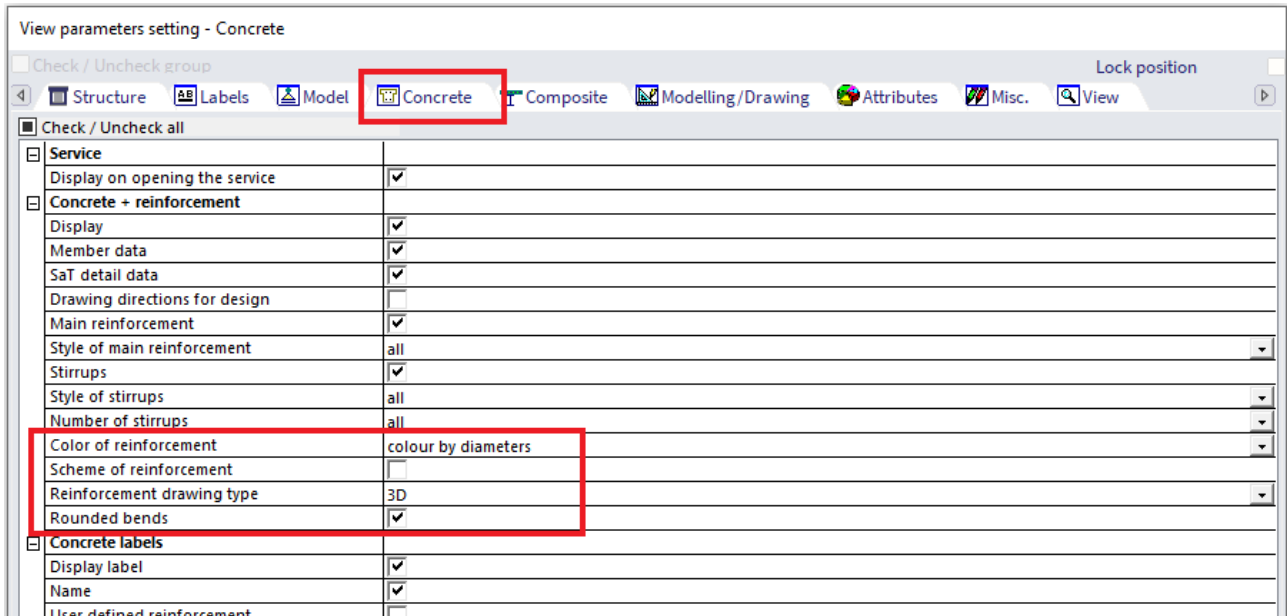 View parameters setting - Concrete
Check / Uncheck group Lock position
Structure Labels Model Concrete Composite Modelling/Drawing Attributes Misc. View
Check / Uncheck all
Service
Display on opening the service
Concrete + reinforcement
Display
Member data
SaT detail data
Drawing directions for design
Main reinforcement
Style of main reinforcement all
Stirrups
Style of stirrups all
Number of stirrups all
Color of reinforcement colour by diameters
Scheme of reinforcement
Reinforcement drawing type 3D
Rounded bends
Concrete labels
Display label
Name
User defined reinforcement